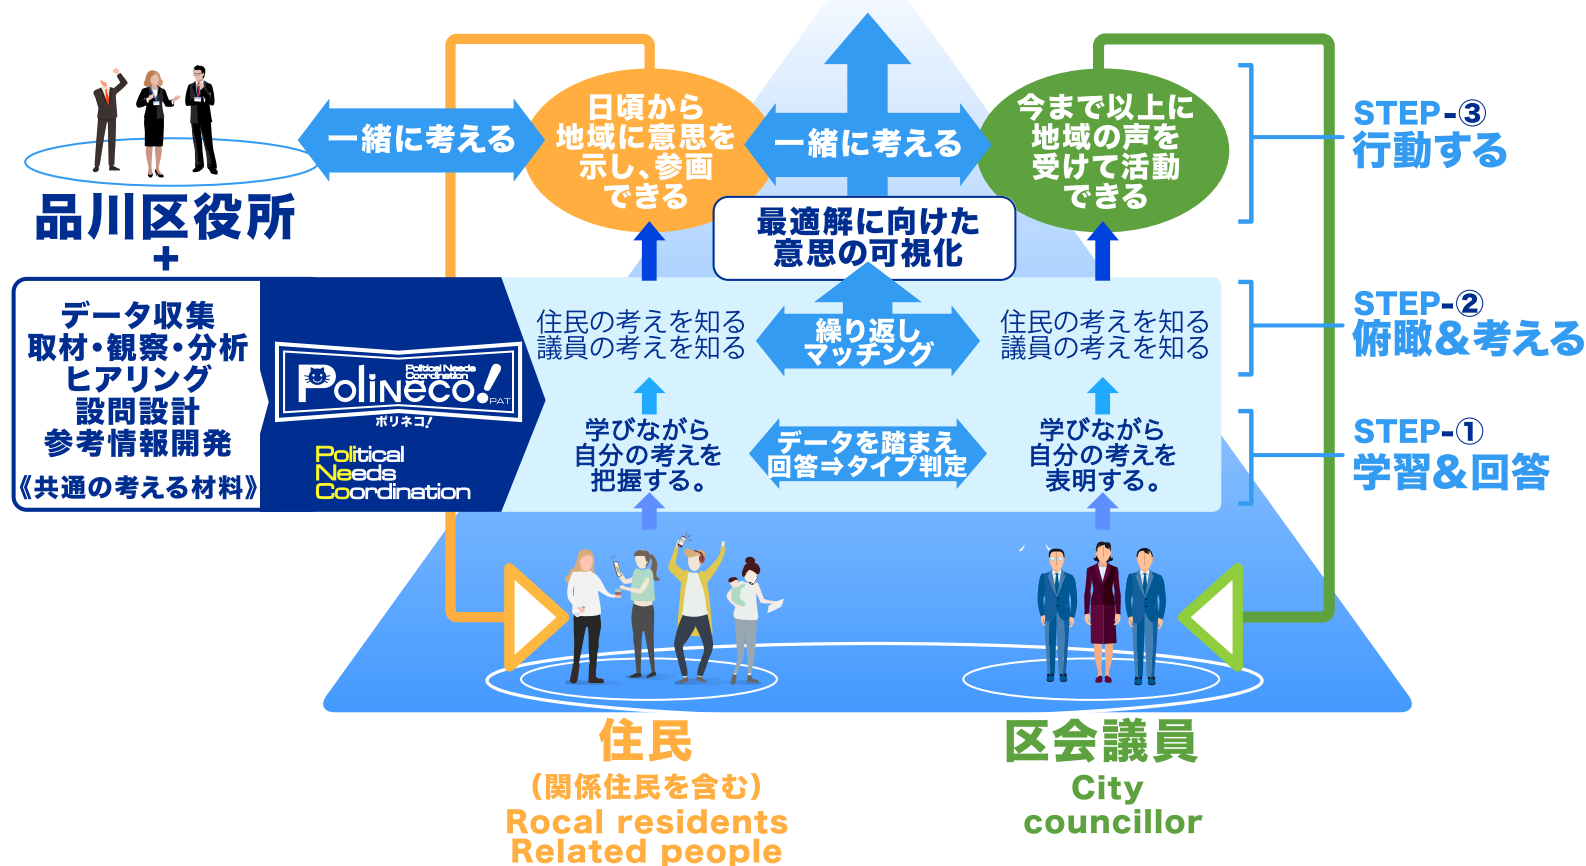 日頃から
地域に意思を
示し、参画
できる
今まで以上に
地域の声を
受けて活動
できる
一緒に考える
一緒に考える
STEP-③
行動する
品川区役所
+
最適解に向けた
意思の可視化
データ収集
取材・観察・分析
ヒアリング
設問設計
参考情報開発
《共通の考える材料》
PoliNeco!
Political Needs
Coordination
PAT
ポリネコ!
Political
Needs
Coordination
住民の考えを知る
議員の考えを知る
繰り返し
マッチング
住民の考えを知る
議員の考えを知る
STEP-②
俯瞰&考える
学びながら
自分の考えを
把握する。
データを踏まえ
回答⇒タイプ判定
学びながら
自分の考えを
表明する。
STEP-①
学習&回答
住民
(関係住民を含む)
Rocal residents
Related people
区会議員
City
councillor